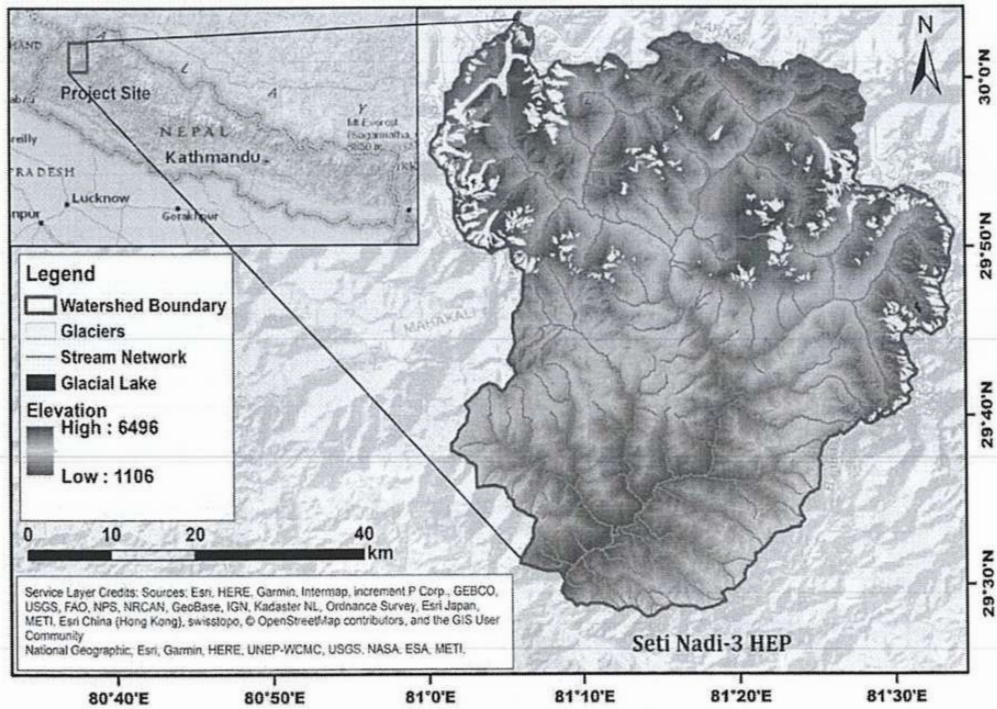 Project Site
NEPAL
Kathmandu
Lucknow
Gorakhpur
Mt Everest
(Sagarmatha,
MAHAKALI
KARNALI
N
Legend
Watershed Boundary
Glaciers
Stream Network
Glacial Lake
Elevation
High : 6496
Low : 1106
0 10 20 40
km
Service Layer Credits: Sources: Esri, HERE, Garmin, Intermap, increment P Corp., GEBCO,
USGS, FAO, NPS, NRCAN, GeoBase, IGN, Kadaster NL, Ordnance Survey, Esri Japan,
METI, Esri China (Hong Kong), swisstopo, © OpenStreetMap contributors, and the GIS User
Community
National Geographic, Esri, Garmin, HERE, UNEP-WCMC, USGS, NASA, ESA, METI,
Seti Nadi-3 HEP
30°0'N
29°50'N
29°40'N
29°30'N
80°40'E 80°50'E 81°0'E 81°10'E 81°20'E 81°30'E